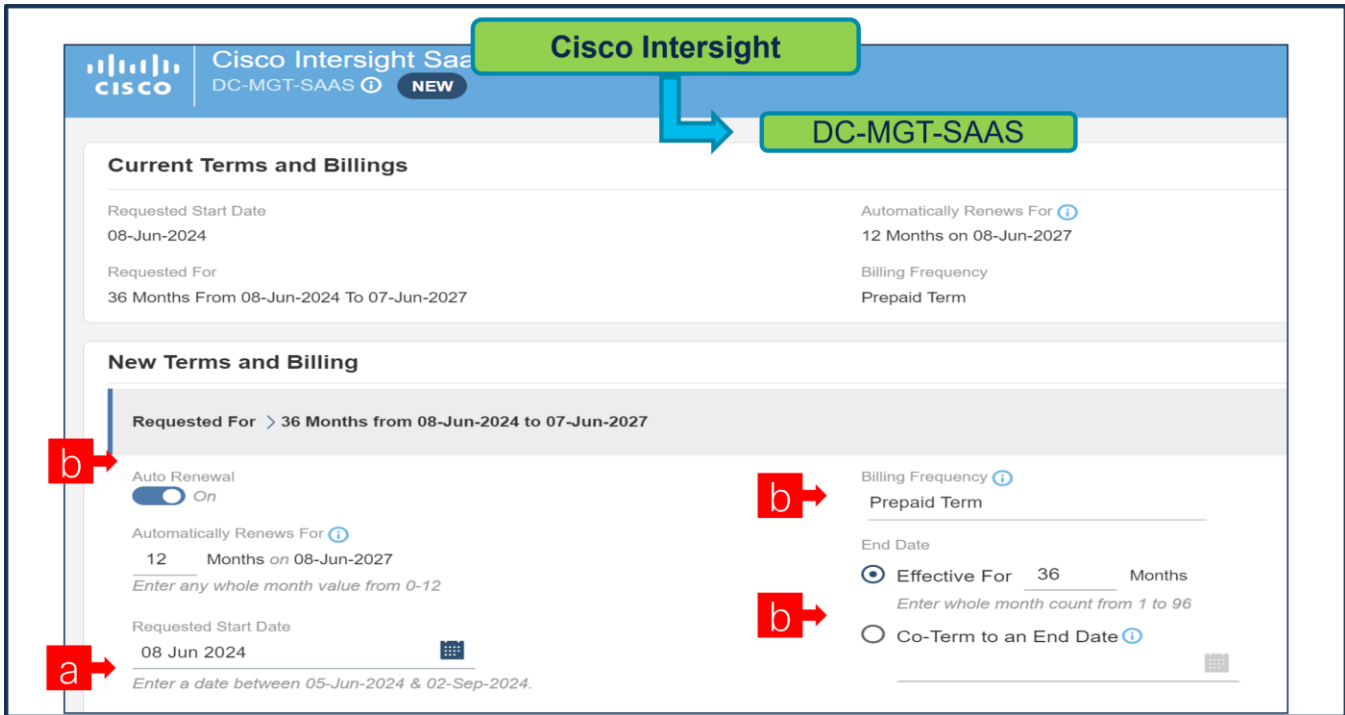 Cisco Intersight
DC-MGT-SAAS
CISCO
Cisco Intersight Saa
DC-MGT-SAAS NEW
Current Terms and Billings
Requested Start Date
08-Jun-2024
Automatically Renews For
12 Months on 08-Jun-2027
Requested For
36 Months From 08-Jun-2024 To 07-Jun-2027
Billing Frequency
Prepaid Term
New Terms and Billing
Requested For > 36 Months from 08-Jun-2024 to 07-Jun-2027
b
Auto Renewal
On
Automatically Renews For
12 Months on 08-Jun-2027
Enter any whole month value from 0-12
Requested Start Date
08 Jun 2024
a
Enter a date between 05-Jun-2024 & 02-Sep-2024.
b
Billing Frequency
Prepaid Term
End Date
Effective For 36 Months
Enter whole month count from 1 to 96
b
Co-Term to an End Date